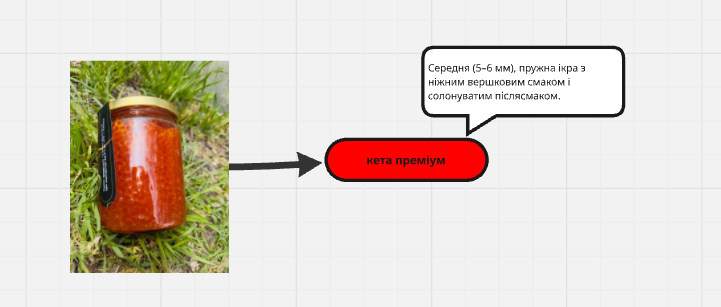 Середня (5–6 мм), пружна ікра з
ніжним вершковим смаком і
солонуватим післясмаком.
кета преміум